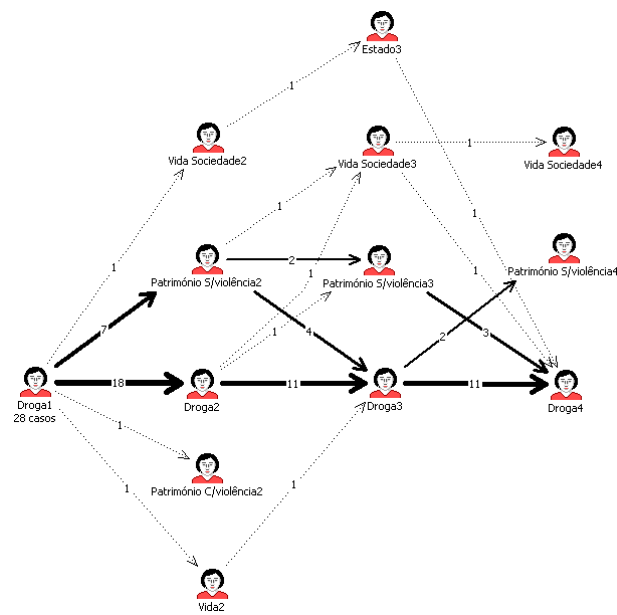 Estado3
1
Vida Sociedade2
Vida Sociedade3
1
Vida Sociedade4
1
1
1
Património S/violência2
2
Património S/violência3
1
1
Património S/violência4
7
1
4
2
3
Droga1
28 casos
18
Droga2
11
Droga3
11
Droga4
1
Património C/violência2
1
1
Vida2